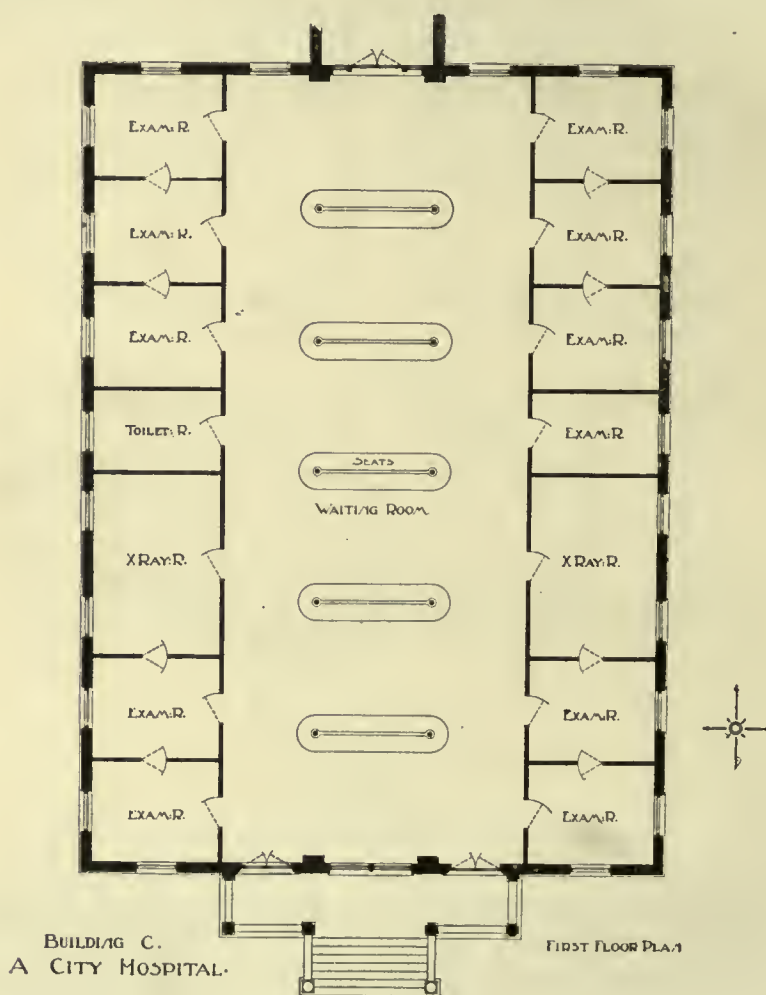 EXAM: R.
EXAM: R.
EXAM: R.
EXAM: R.
EXAM: R.
EXAM: R.
TOILET: R.
EXAM: R.
SEATS
WAITING ROOM.
X RAY: R.
X RAY: R.
EXAM: R.
EXAM: R.
EXAM: R.
EXAM: R.
BUILDING C.
A CITY HOSPITAL.
FIRST FLOOR PLAN